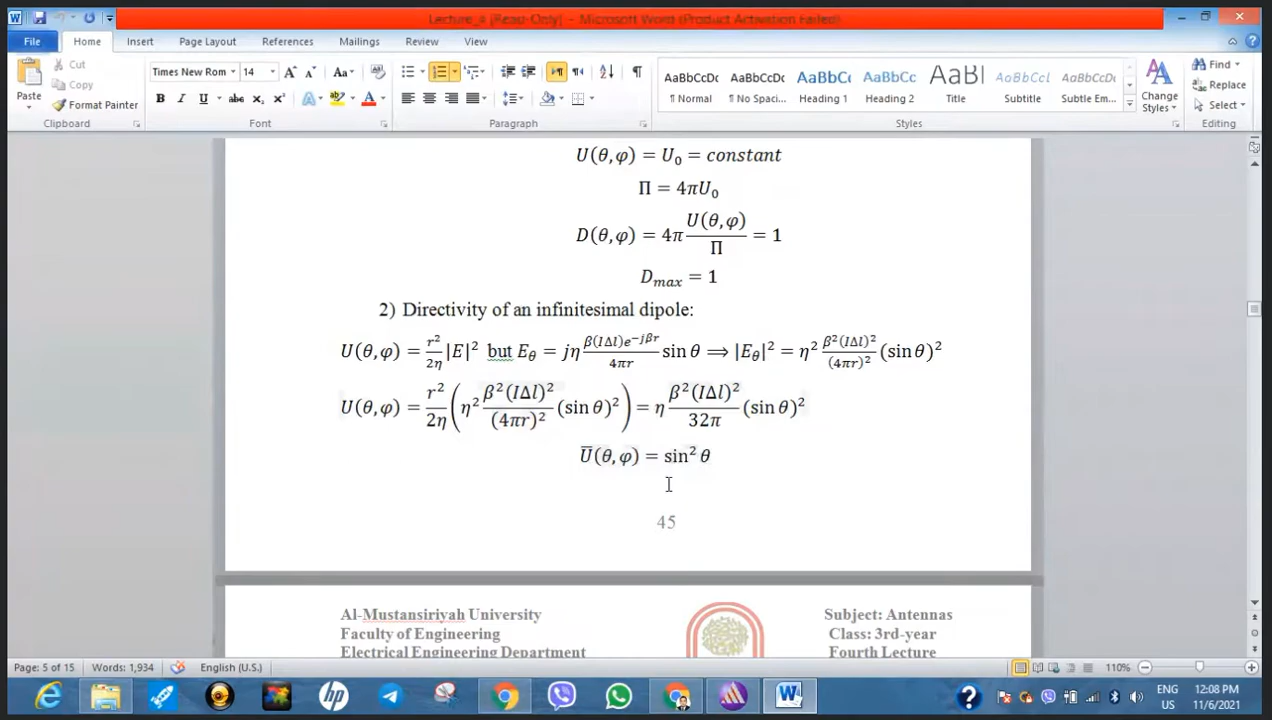 Lecture_4 [Read-Only] - Microsoft Word (Product Activation Failed)
File Home Insert Page Layout References Mailings Review View
Paste Cut Copy Format Painter
Times New Rom 14
AaBbCcDc AaBbCcDc AaBbC AaBbCc AaBl AaBbCc. AaBbCcDc
¶ Normal ¶ No Spaci... Heading 1 Heading 2 Title Subtitle Subtle Em...
Change Styles
Find
Replace
Select
Clipboard Font Paragraph Styles Editing
U(θ,φ) = U₀ = constant
Π = 4πU₀
D(θ,φ) = 4π U(θ,φ)/Π = 1
D_max = 1
2) Directivity of an infinitesimal dipole:
U(θ,φ) = r²/2η |E|² but E_θ = jη β(IΔl)e^{-jβr}/4πr sin θ ⟹ |E_θ|² = η² β²(IΔl)²/(4πr)² (sin θ)²
U(θ,φ) = r²/2η (η² β²(IΔl)²/(4πr)² (sin θ)²) = η β²(IΔl)²/32π (sin θ)²
U̅(θ,φ) = sin² θ
45
Al-Mustansiriyah University Subject: Antennas
Faculty of Engineering Class: 3rd-year
Electrical Engineering Department Fourth Lecture
Page: 5 of 15 Words: 1,934 English (U.S.) 110%
ENG 12:08 PM
US 11/6/2021